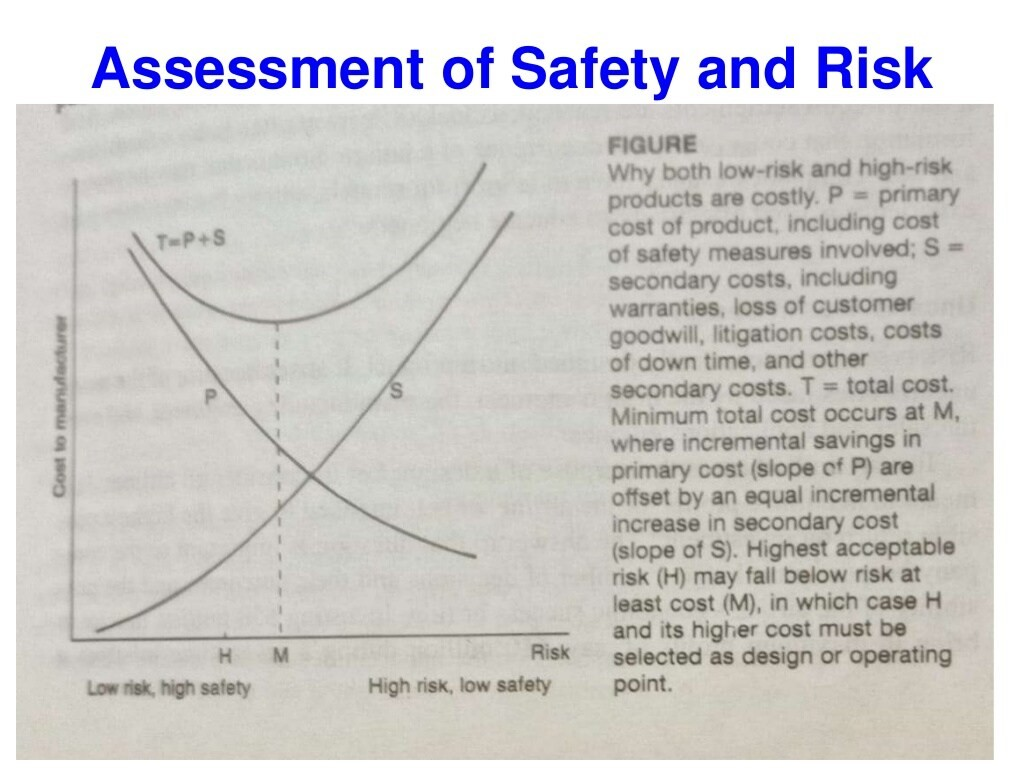 Assessment of Safety and Risk
T=P+S
P
S
Cost to manufacturer
H
M
Risk
Low risk, high safety
High risk, low safety
FIGURE
Why both low-risk and high-risk
products are costly. P = primary
cost of product, including cost
of safety measures involved; S =
secondary costs, including
warranties, loss of customer
goodwill, litigation costs, costs
of down time, and other
secondary costs. T = total cost.
Minimum total cost occurs at M,
where incremental savings in
primary cost (slope of P) are
offset by an equal incremental
increase in secondary cost
(slope of S). Highest acceptable
risk (H) may fall below risk at
least cost (M), in which case H
and its higher cost must be
selected as design or operating
point.